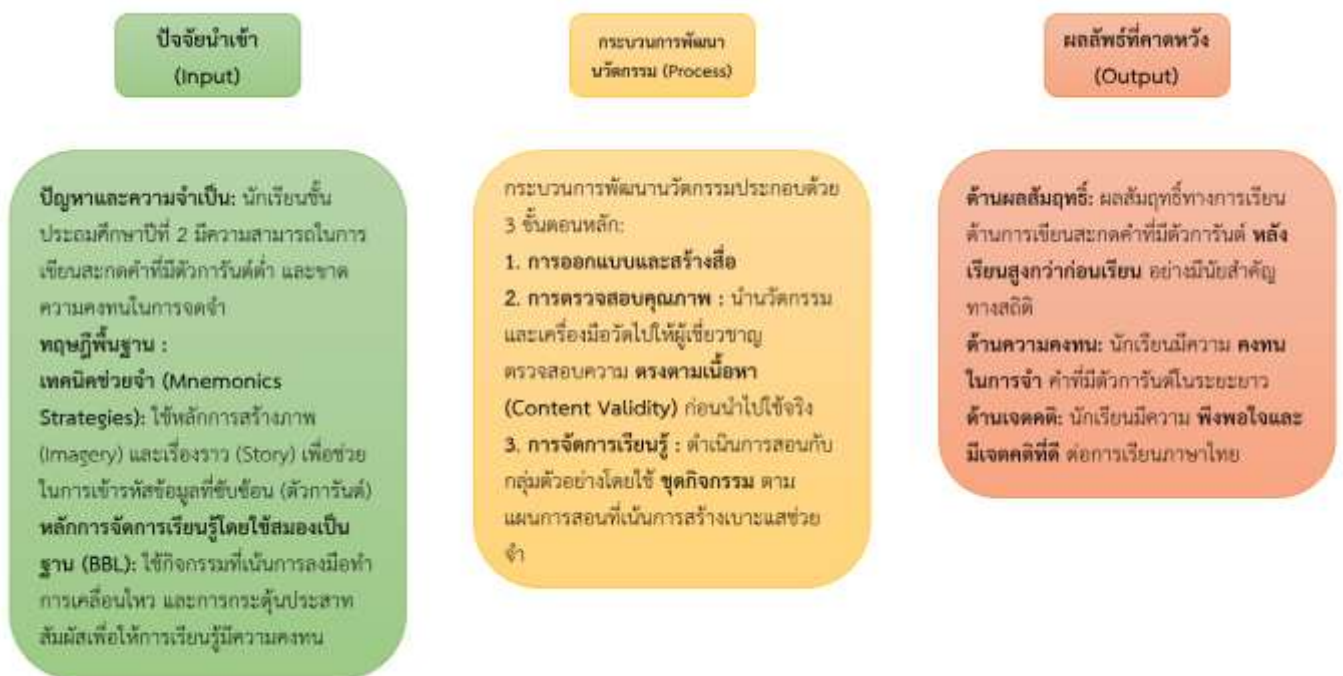 ปัจจัยนำเข้า
(Input)
กระบวนการพัฒนา
นวัตกรรม (Process)
ผลลัพธ์ที่คาดหวัง
(Output)
ปัญหาและความจำเป็น: นักเรียนชั้น
ประถมศึกษาปีที่ 2 มีความสามารถในการ
เขียนสะกดคำที่มีตัวการันต์ต่ำ และขาด
ความคงทนในการจดจำ
ทฤษฎีพื้นฐาน :
เทคนิคช่วยจำ (Mnemonics
Strategies): ใช้หลักการสร้างภาพ
(Imagery) และเรื่องราว (Story) เพื่อช่วย
ในการเข้ารหัสข้อมูลที่ซับซ้อน (ตัวการันต์)
หลักการจัดการเรียนรู้โดยใช้สมองเป็น
ฐาน (BBL): ใช้กิจกรรมที่เน้นการลงมือทำ
การเคลื่อนไหว และการกระตุ้นประสาท
สัมผัสเพื่อให้การเรียนรู้มีความคงทน
กระบวนการพัฒนานวัตกรรมประกอบด้วย
3 ขั้นตอนหลัก:
1. การออกแบบและสร้างสื่อ
2. การตรวจสอบคุณภาพ : นำนวัตกรรม
และเครื่องมือวัดไปให้ผู้เชี่ยวชาญ
ตรวจสอบความ ตรงตามเนื้อหา
(Content Validity) ก่อนนำไปใช้จริง
3. การจัดการเรียนรู้ : ดำเนินการสอนกับ
กลุ่มตัวอย่างโดยใช้ ชุดกิจกรรม ตาม
แผนการสอนที่เน้นการสร้างเบาะแสช่วย
จำ
ด้านผลสัมฤทธิ์: ผลสัมฤทธิ์ทางการเรียน
ด้านการเขียนสะกดคำที่มีตัวการันต์ หลัง
เรียนสูงกว่าก่อนเรียน อย่างมีนัยสำคัญ
ทางสถิติ
ด้านความคงทน: นักเรียนมีความ คงทน
ในการจำ คำที่มีตัวการันต์ในระยะยาว
ด้านเจตคติ: นักเรียนมีความ พึงพอใจและ
มีเจตคติที่ดี ต่อการเรียนภาษาไทย